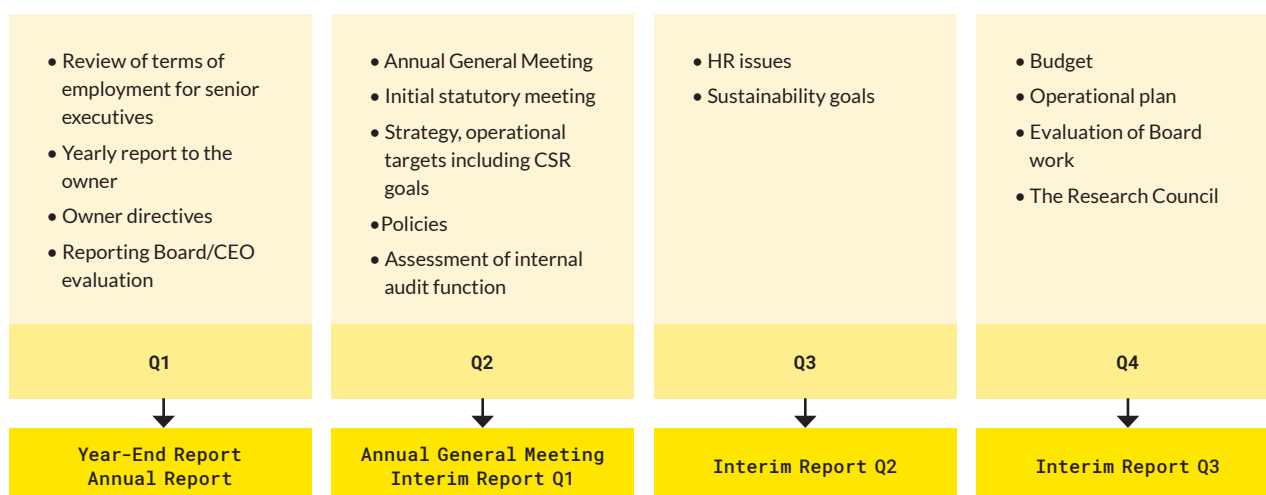 • Review of terms of
employment for senior
executives
• Yearly report to the
owner
• Owner directives
• Reporting Board/CEO
evaluation
Q1
Year-End Report
Annual Report
• Annual General Meeting
• Initial statutory meeting
• Strategy, operational
targets including CSR
goals
•Policies
• Assessment of internal
audit function
Q2
Annual General Meeting
Interim Report Q1
• HR issues
• Sustainability goals
Q3
Interim Report Q2
• Budget
• Operational plan
• Evaluation of Board
work
• The Research Council
Q4
Interim Report Q3